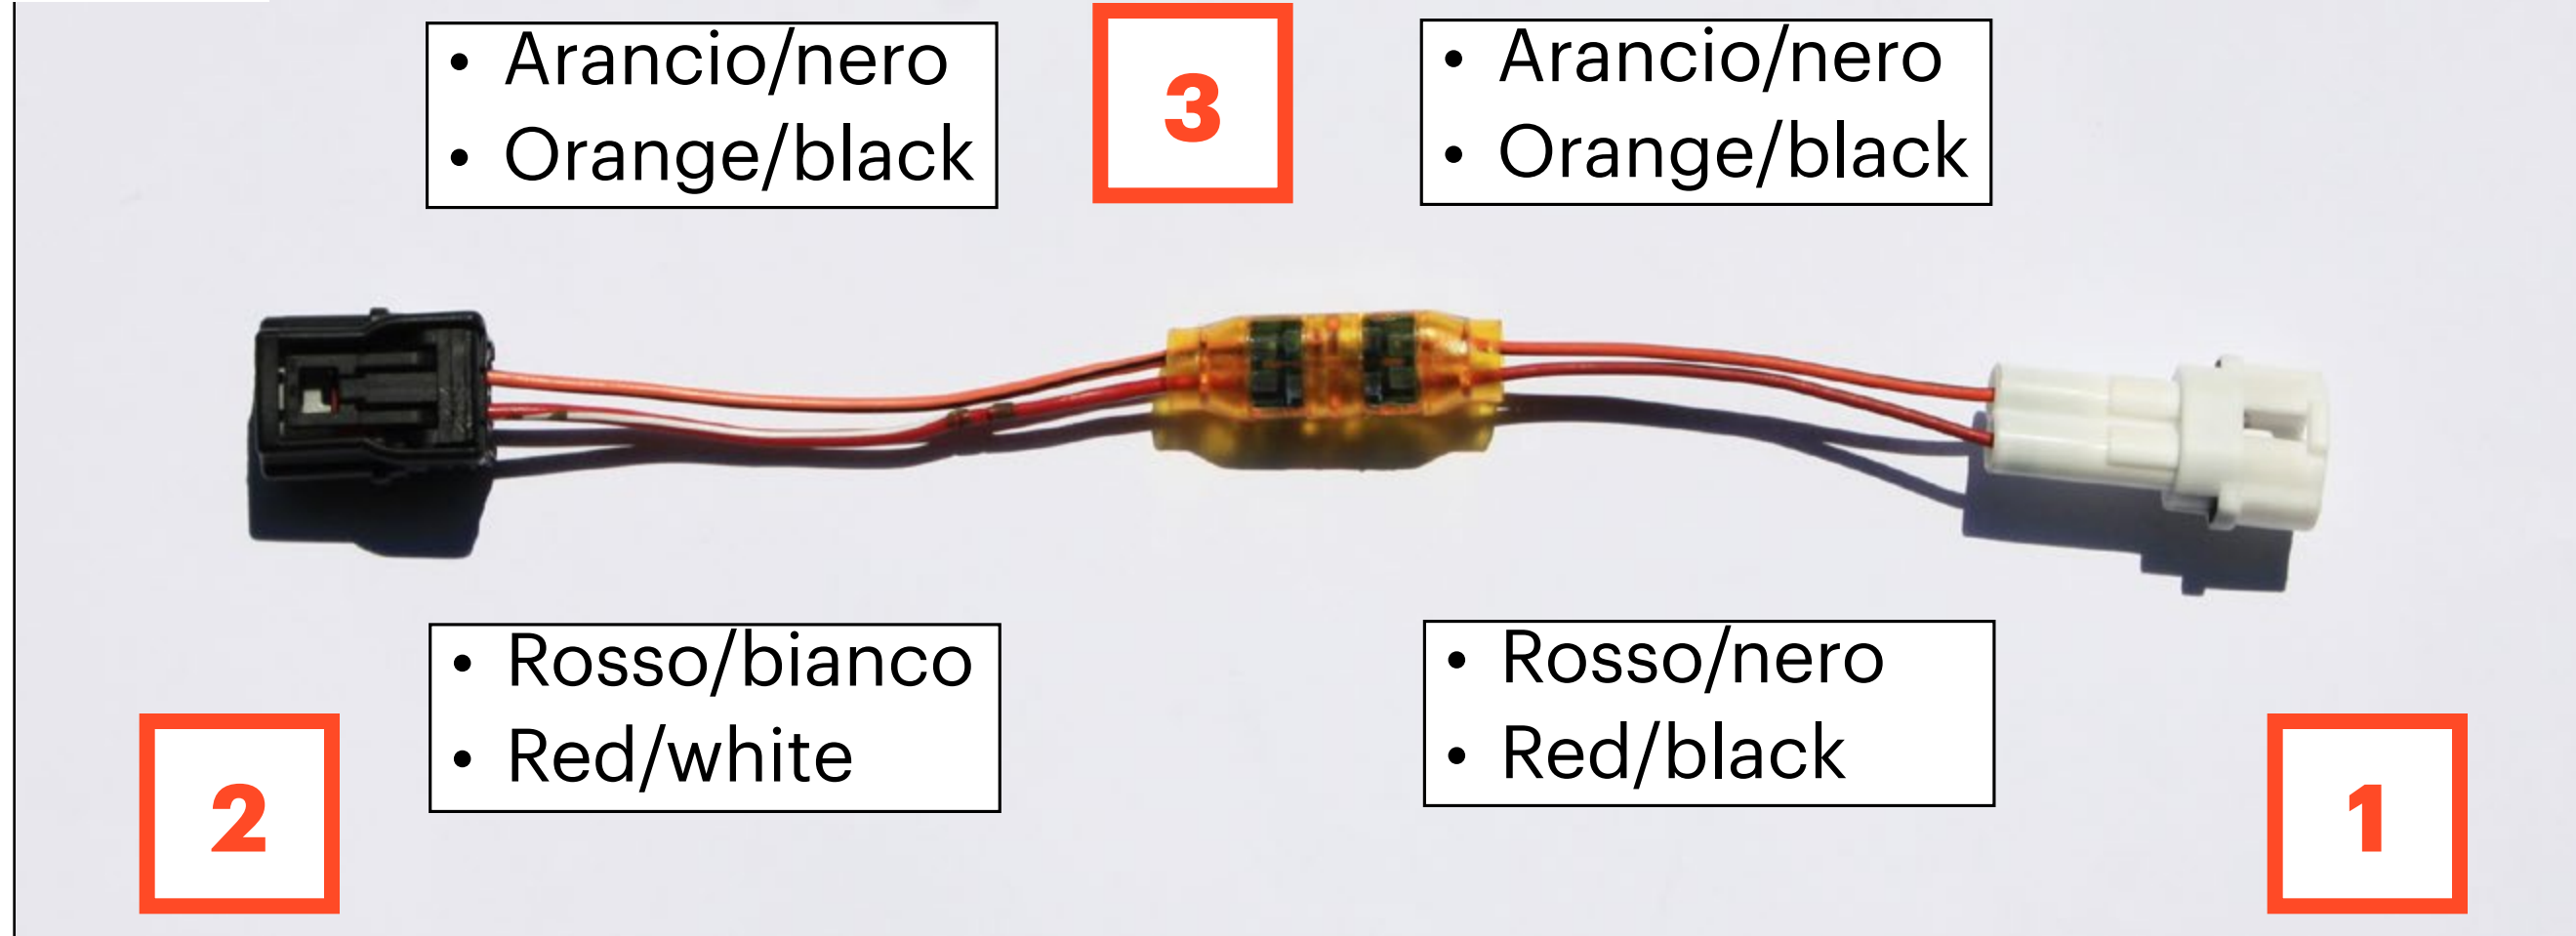 • Arancio/nero
• Orange/black
3
• Arancio/nero
• Orange/black
• Rosso/bianco
• Red/white
• Rosso/nero
• Red/black
2
1